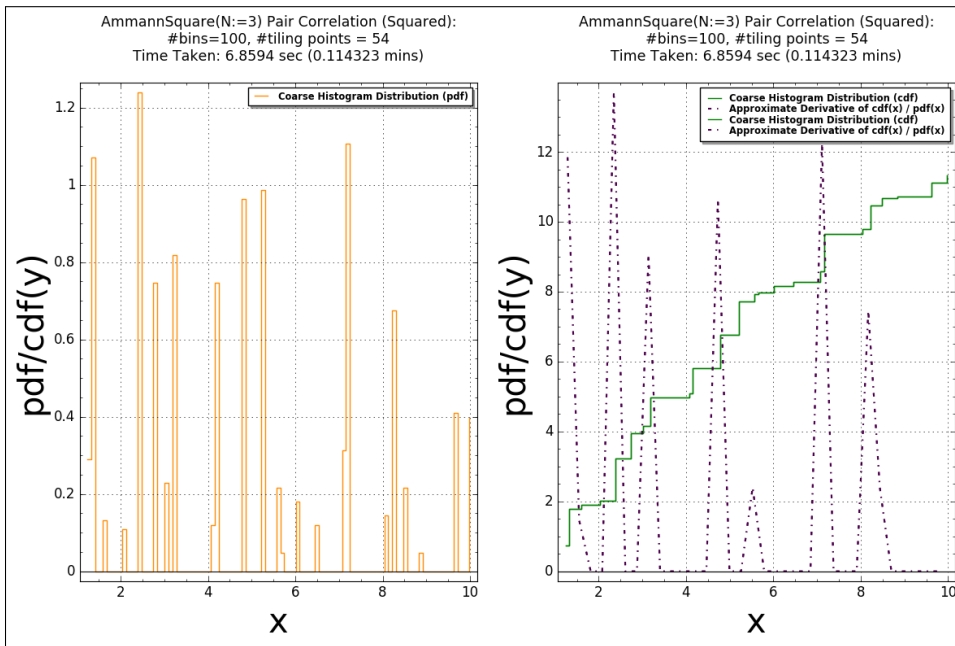 AmmannSquare(N:=3) Pair Correlation (Squared):
#bins=100, #tiling points = 54
Time Taken: 6.8594 sec (0.114323 mins)
Coarse Histogram Distribution (pdf)
pdf/cdf(y)
1.2
1
0.8
0.6
0.4
0.2
0
2
4
6
8
10
x
AmmannSquare(N:=3) Pair Correlation (Squared):
#bins=100, #tiling points = 54
Time Taken: 6.8594 sec (0.114323 mins)
Coarse Histogram Distribution (cdf)
Approximate Derivative of cdf(x) / pdf(x)
Coarse Histogram Distribution (cdf)
Approximate Derivative of cdf(x) / pdf(x)
pdf/cdf(y)
12
10
8
6
4
2
0
2
4
6
8
10
x